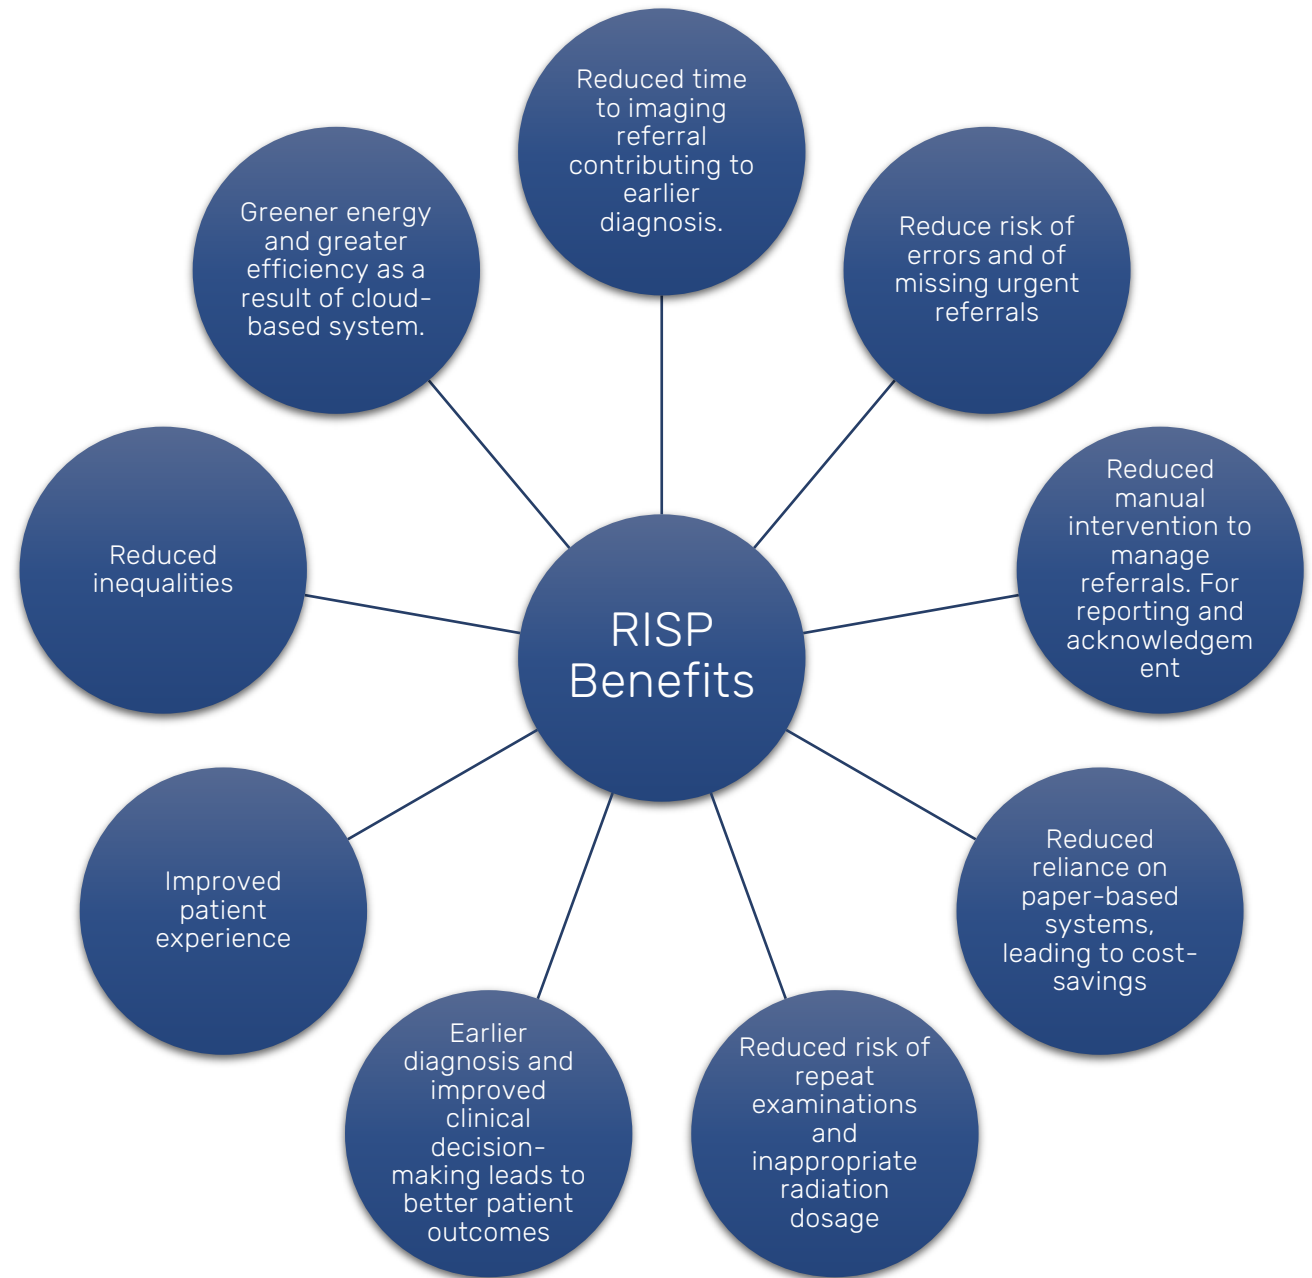 RISP
Benefits
Reduced time
to imaging
referral
contributing to
earlier
diagnosis.
Reduce risk of
errors and of
missing urgent
referrals
Reduced
manual
intervention to
manage
referrals. For
reporting and
acknowledgem
ent
Reduced
reliance on
paper-based
systems,
leading to cost-
savings
Reduced risk of
repeat
examinations
and
inappropriate
radiation
dosage
Earlier
diagnosis and
improved
clinical
decision-
making leads to
better patient
outcomes
Improved
patient
experience
Reduced
inequalities
Greener energy
and greater
efficiency as a
result of cloud-
based system.